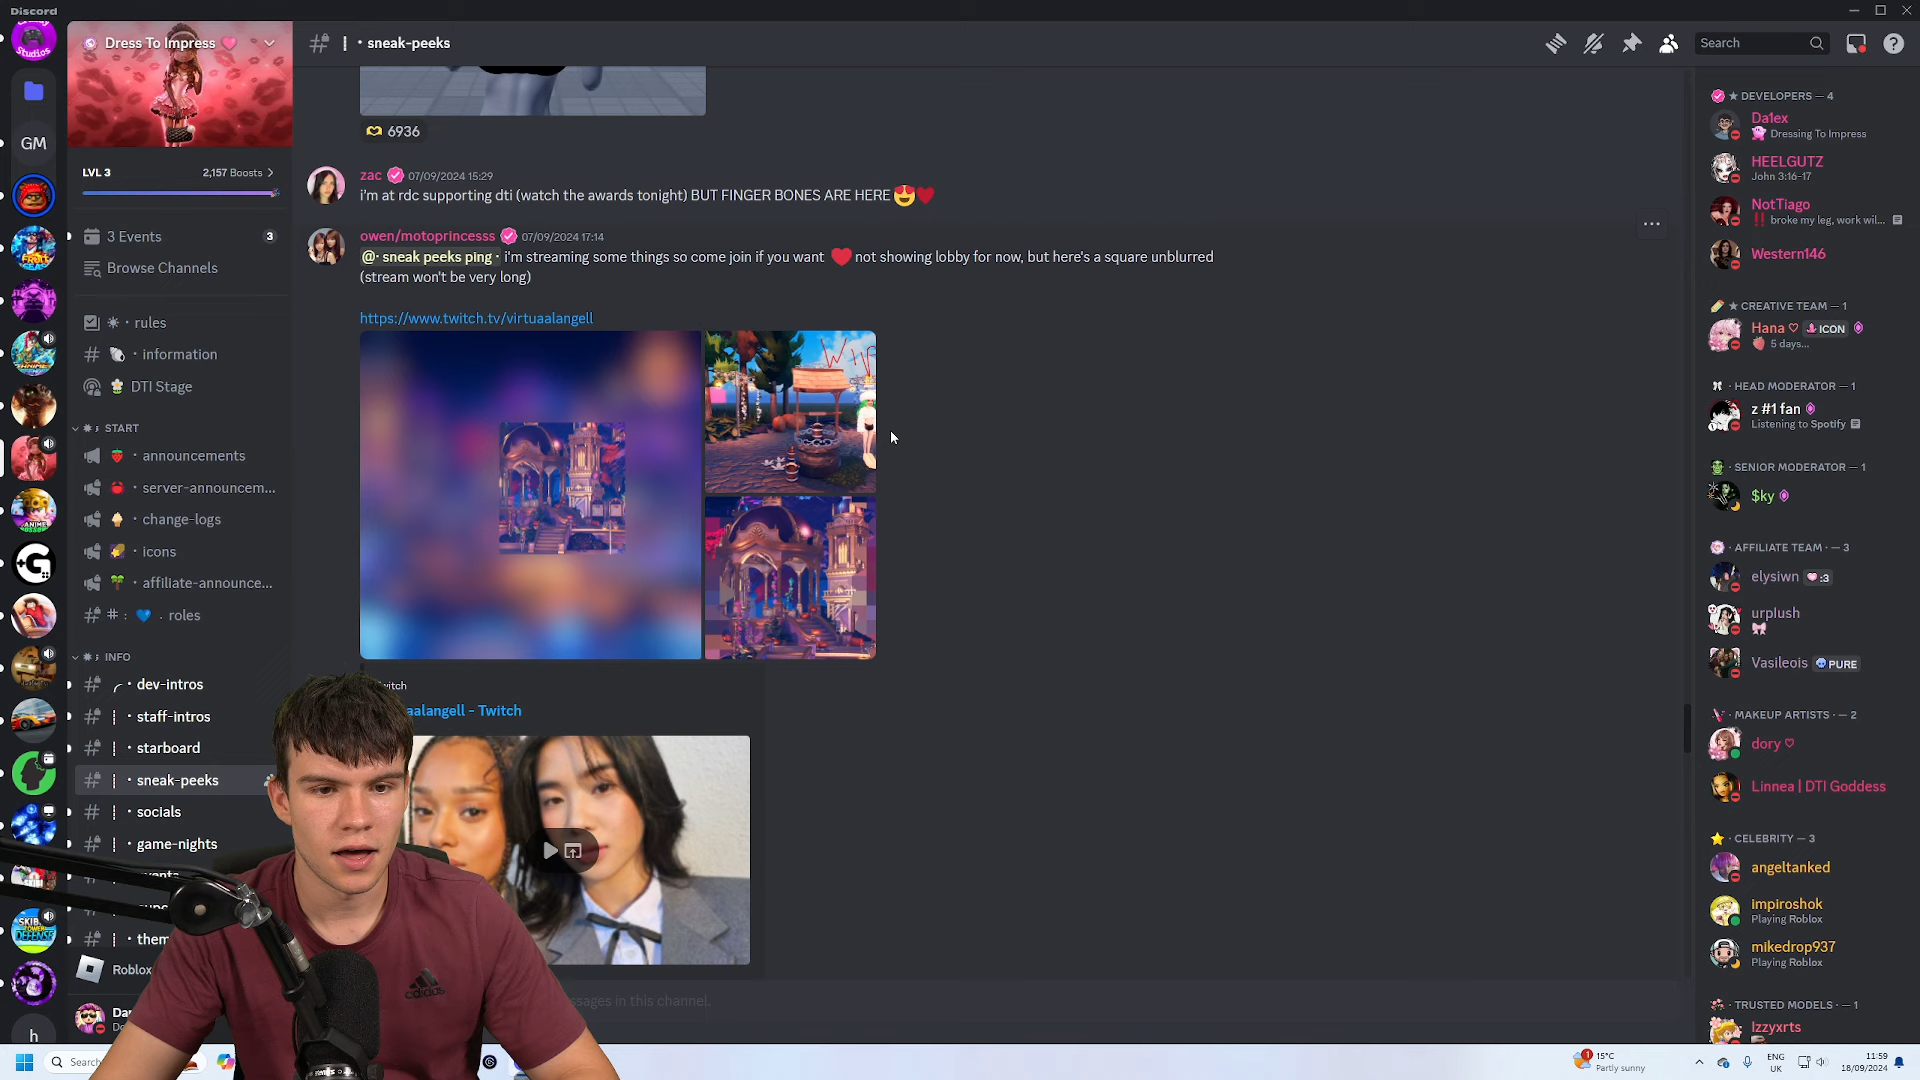 Discord
Studios
GM
Dress To Impress
LVL 3
2,157 Boosts
3 Events
3
Browse Channels
rules
information
DTI Stage
START
announcements
server-announcem...
change-logs
icons
affiliate-announce...
roles
INFO
dev-intros
staff-intros
starboard
sneak-peeks
socials
game-nights
them
Roblox
h
sneak-peeks
Search
6936
zac 07/09/2024 15:29
i'm at rdc supporting dti (watch the awards tonight) BUT FINGER BONES ARE HERE
owen/motoprincesss 07/09/2024 17:14
@· sneak peeks ping · i'm streaming some things so come join if you want ❤ not showing lobby for now, but here's a square unblurred
(stream won't be very long)
https://www.twitch.tv/virtuaalangell
WIP
witch
aalangell - Twitch
adidas
ssages in this channel.
★ DEVELOPERS — 4
Da1ex
Dressing To Impress
HEELGUTZ
John 3:16-17
NotTiago
broke my leg, work wil...
Western146
★ CREATIVE TEAM — 1
Hana ♡ ICON
5 days...
· HEAD MODERATOR — 1
z #1 fan
Listening to Spotify
· SENIOR MODERATOR — 1
$ky
· AFFILIATE TEAM · — 3
elysiwn :3
urplush
Vasileois PURE
· MAKEUP ARTISTS · — 2
dory ♡
Linnea | DTI Goddess
· CELEBRITY — 3
angeltanked
impiroshok
Playing Roblox
mikedrop937
Playing Roblox
· TRUSTED MODELS · — 1
Izzyxrts
Search
1
15°C
Partly sunny
ENG
UK
11:59
18/09/2024